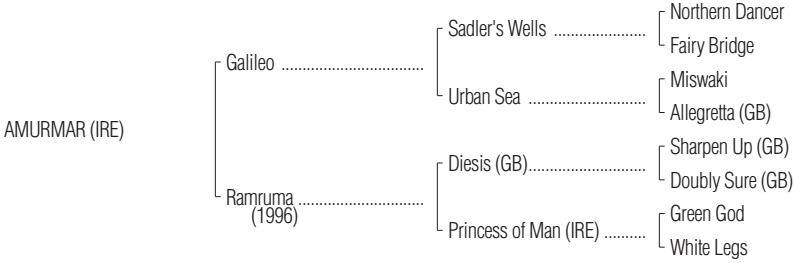 Northern Dancer
Sadler's Wells ......................
Fairy Bridge
Galileo ..................................
Miswaki
Urban Sea ............................
Allegretta (GB)
AMURMAR (IRE)
Sharpen Up (GB)
Diesis (GB)............................
Doubly Sure (GB)
Ramruma ..............................
(1996)
Green God
Princess of Man (IRE) ..........
White Legs